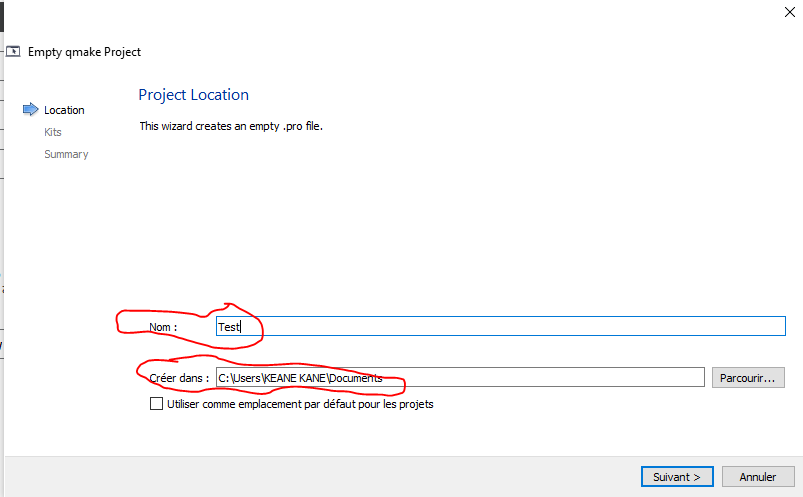 Empty qmake Project
Location
Kits
Summary
Project Location
This wizard creates an empty .pro file.
Nom : Test
Créer dans : C:\Users\KEANE KANE\Documents Parcourir...
Utiliser comme emplacement par défaut pour les projets
Suivant > Annuler